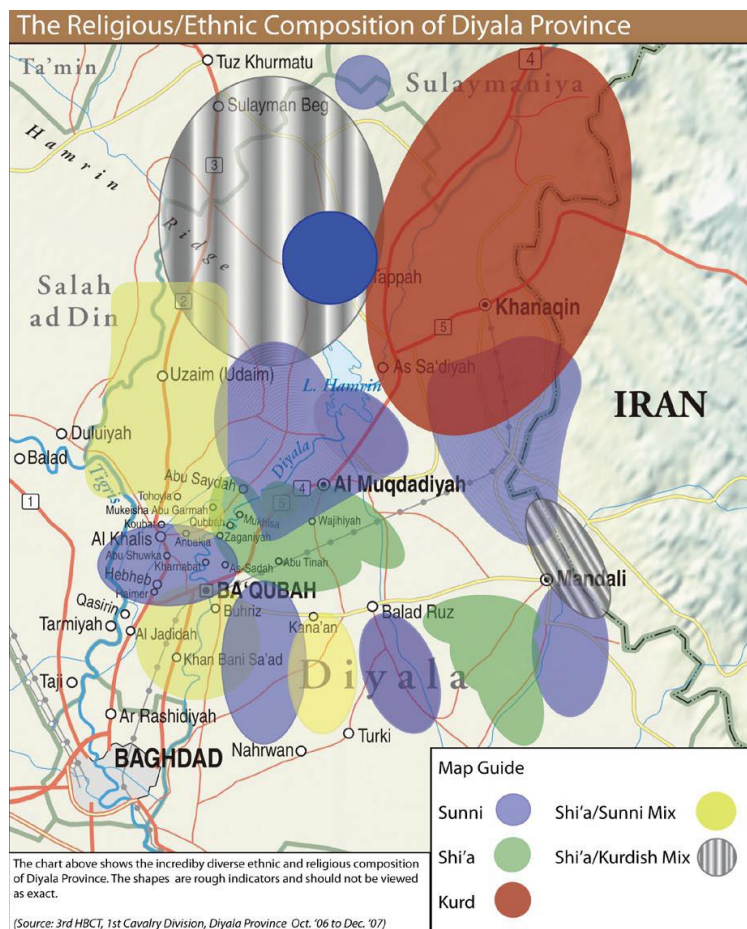 The Religious/Ethnic Composition of Diyala Province
Ta'min
Tuz Khurmatu
4
Sulaymaniya
Sulayman Beg
Hamrin
3
Ridge
Salah
ad Din
Tappah
2
Khanaqin
5
As Sa'diyah
Uzaim (Udaim)
L. Hamrin
IRAN
Duluiyah
Balad
Diyala
Tigris
Abu Saydah
4
Al Muqdadiyah
1
5
Tohoyla
Mukeisha
Abu Garmah
Koubat
Qubbah
Mukhisa
Wajihiyah
Al Khalis
Anbakia
Zaganiyah
Abu Shuwka
Khamabat
As-Sadah
Abu Tinah
Hebheb
Haimer
BA'QUBAH
Mandali
Qasirin
Buhriz
Balad Ruz
Tarmiyah
Al Jadidah
Kana'an
Khan Bani Sa'ad
Diyala
Taji
Ar Rashidiyah
Turki
BAGHDAD
Nahrwan
Map Guide
Sunni
Shi'a/Sunni Mix
Shi'a
Shi'a/Kurdish Mix
Kurd
The chart above shows the incrediby diverse ethnic and religious composition
of Diyala Province. The shapes are rough indicators and should not be viewed
as exact.
(Source: 3rd HBCT, 1st Cavalry Division, Diyala Province Oct. '06 to Dec. '07)